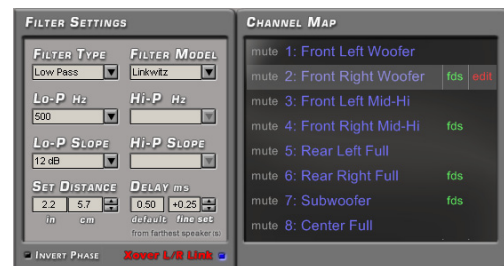 Filter Settings
Filter Type Filter Model
Low Pass Linkwitz
Lo-P Hz Hi-P Hz
500
Lo-P Slope Hi-P Slope
12 dB
Set Distance Delay ms
2.2 5.7 0.50 +0.25
in cm default fine set
from farthest speaker(s)
Invert Phase Xover L/R Link
Channel Map
mute 1: Front Left Woofer
mute 2: Front Right Woofer fds edit
mute 3: Front Left Mid-Hi
mute 4: Front Right Mid-Hi fds
mute 5: Rear Left Full
mute 6: Rear Right Full fds
mute 7: Subwoofer fds
mute 8: Center Full